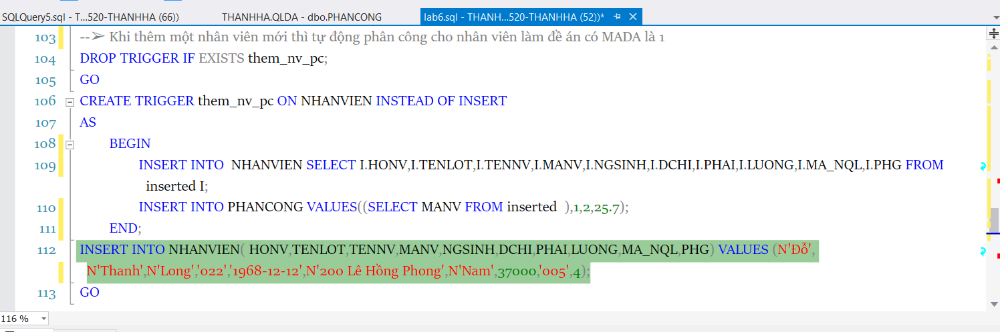 SQLQuery5.sql - T...520-THANHHA (66))
THANHHA.QLDA - dbo.PHANCONG
lab6.sql - THANH...520-THANHHA (52))*
103 --➢ Khi thêm một nhân viên mới thì tự động phân công cho nhân viên làm đề án có MADA là 1
104 DROP TRIGGER IF EXISTS them_nv_pc;
105 GO
106 CREATE TRIGGER them_nv_pc ON NHANVIEN INSTEAD OF INSERT
107 AS
108 BEGIN
109 INSERT INTO  NHANVIEN SELECT I.HONV,I.TENLOT,I.TENNV,I.MANV,I.NGSINH,I.DCHI,I.PHAI,I.LUONG,I.MA_NQL,I.PHG FROM
inserted I;
110 INSERT INTO PHANCONG VALUES((SELECT MANV FROM inserted  ),1,2,25.7);
111 END;
112 INSERT INTO NHANVIEN( HONV,TENLOT,TENNV,MANV,NGSINH,DCHI,PHAI,LUONG,MA_NQL,PHG) VALUES (N'Đỗ',
N'Thanh',N'Long','022','1968-12-12',N'200 Lê Hồng Phong',N'Nam',37000,'005',4);
113 GO
116 %